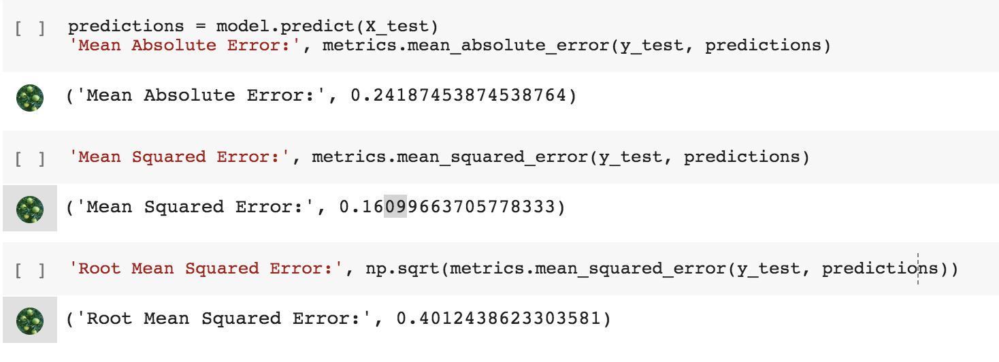 [ ] predictions = model.predict(X_test)
'Mean Absolute Error:', metrics.mean_absolute_error(y_test, predictions)
('Mean Absolute Error:', 0.24187453874538764)
[ ] 'Mean Squared Error:', metrics.mean_squared_error(y_test, predictions)
('Mean Squared Error:', 0.16099663705778333)
[ ] 'Root Mean Squared Error:', np.sqrt(metrics.mean_squared_error(y_test, predictions))
('Root Mean Squared Error:', 0.4012438623303581)